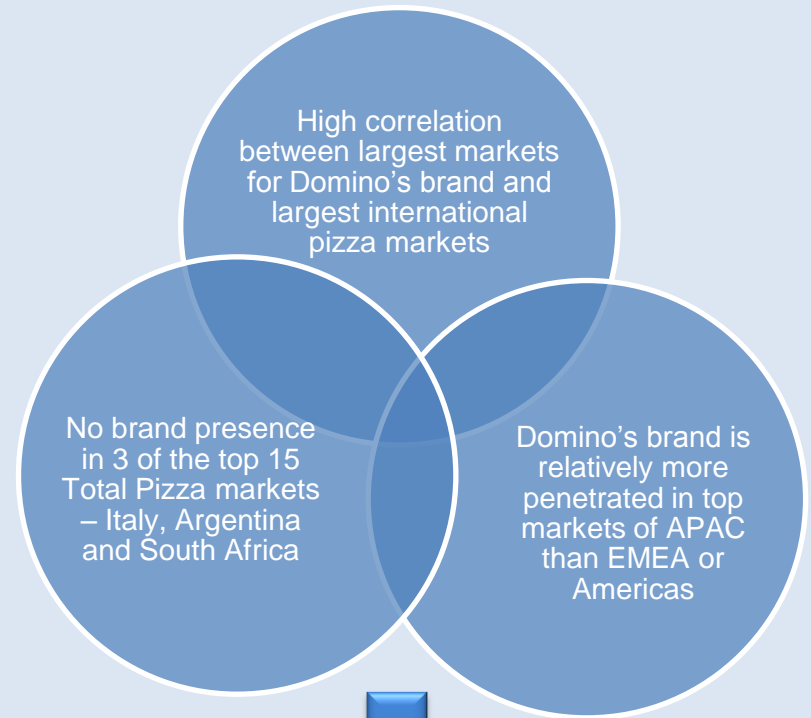 High correlation
between largest markets
for Domino's brand and
largest international
pizza markets
No brand presence
in 3 of the top 15
Total Pizza markets
– Italy, Argentina
and South Africa
Domino's brand is
relatively more
penetrated in top
markets of APAC
than EMEA or
Americas